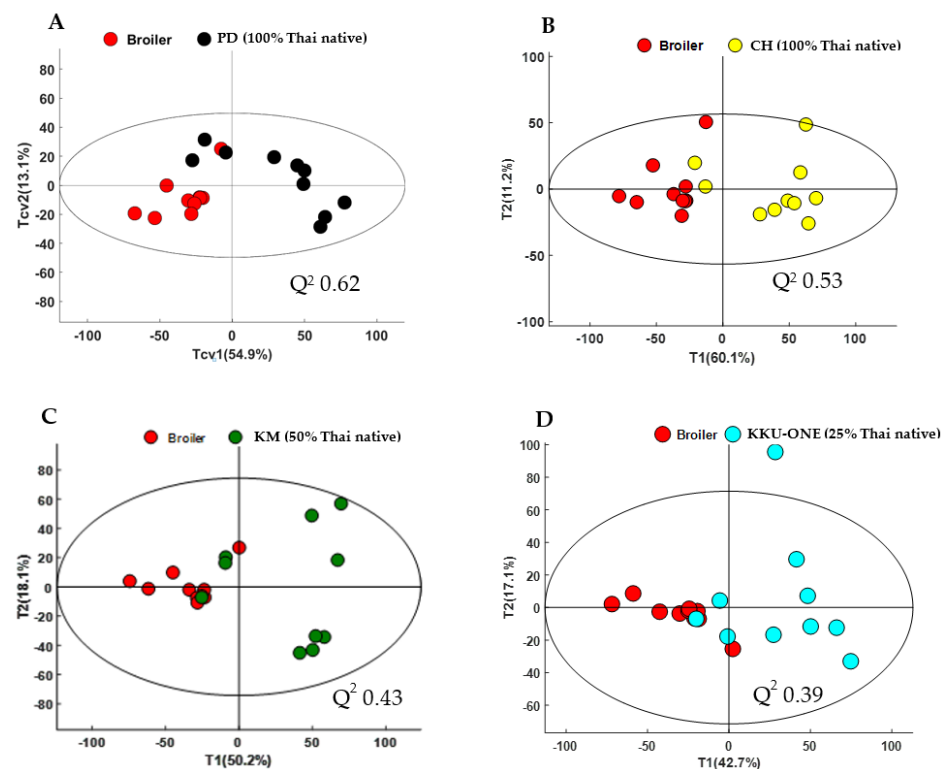 A
Broiler PD (100% Thai native)
Tcv2(13.1%)
80
60
40
20
0
-20
-40
-60
-80
Q² 0.62
-100 -50 0 50 100
Tcv1(54.9%)
B
Broiler CH (100% Thai native)
T2(11.2%)
100
50
0
-50
-100
Q² 0.53
-100 -50 0 50 100
T1(60.1%)
C
Broiler KM (50% Thai native)
T2(18.1%)
80
60
40
20
0
-20
-40
-60
-80
Q² 0.43
-100 -50 0 50 100
T1(50.2%)
D
Broiler KKU-ONE (25% Thai native)
T2(17.1%)
100
80
60
40
20
0
-20
-40
-60
Q² 0.39
-100 -50 0 50 100
T1(42.7%)